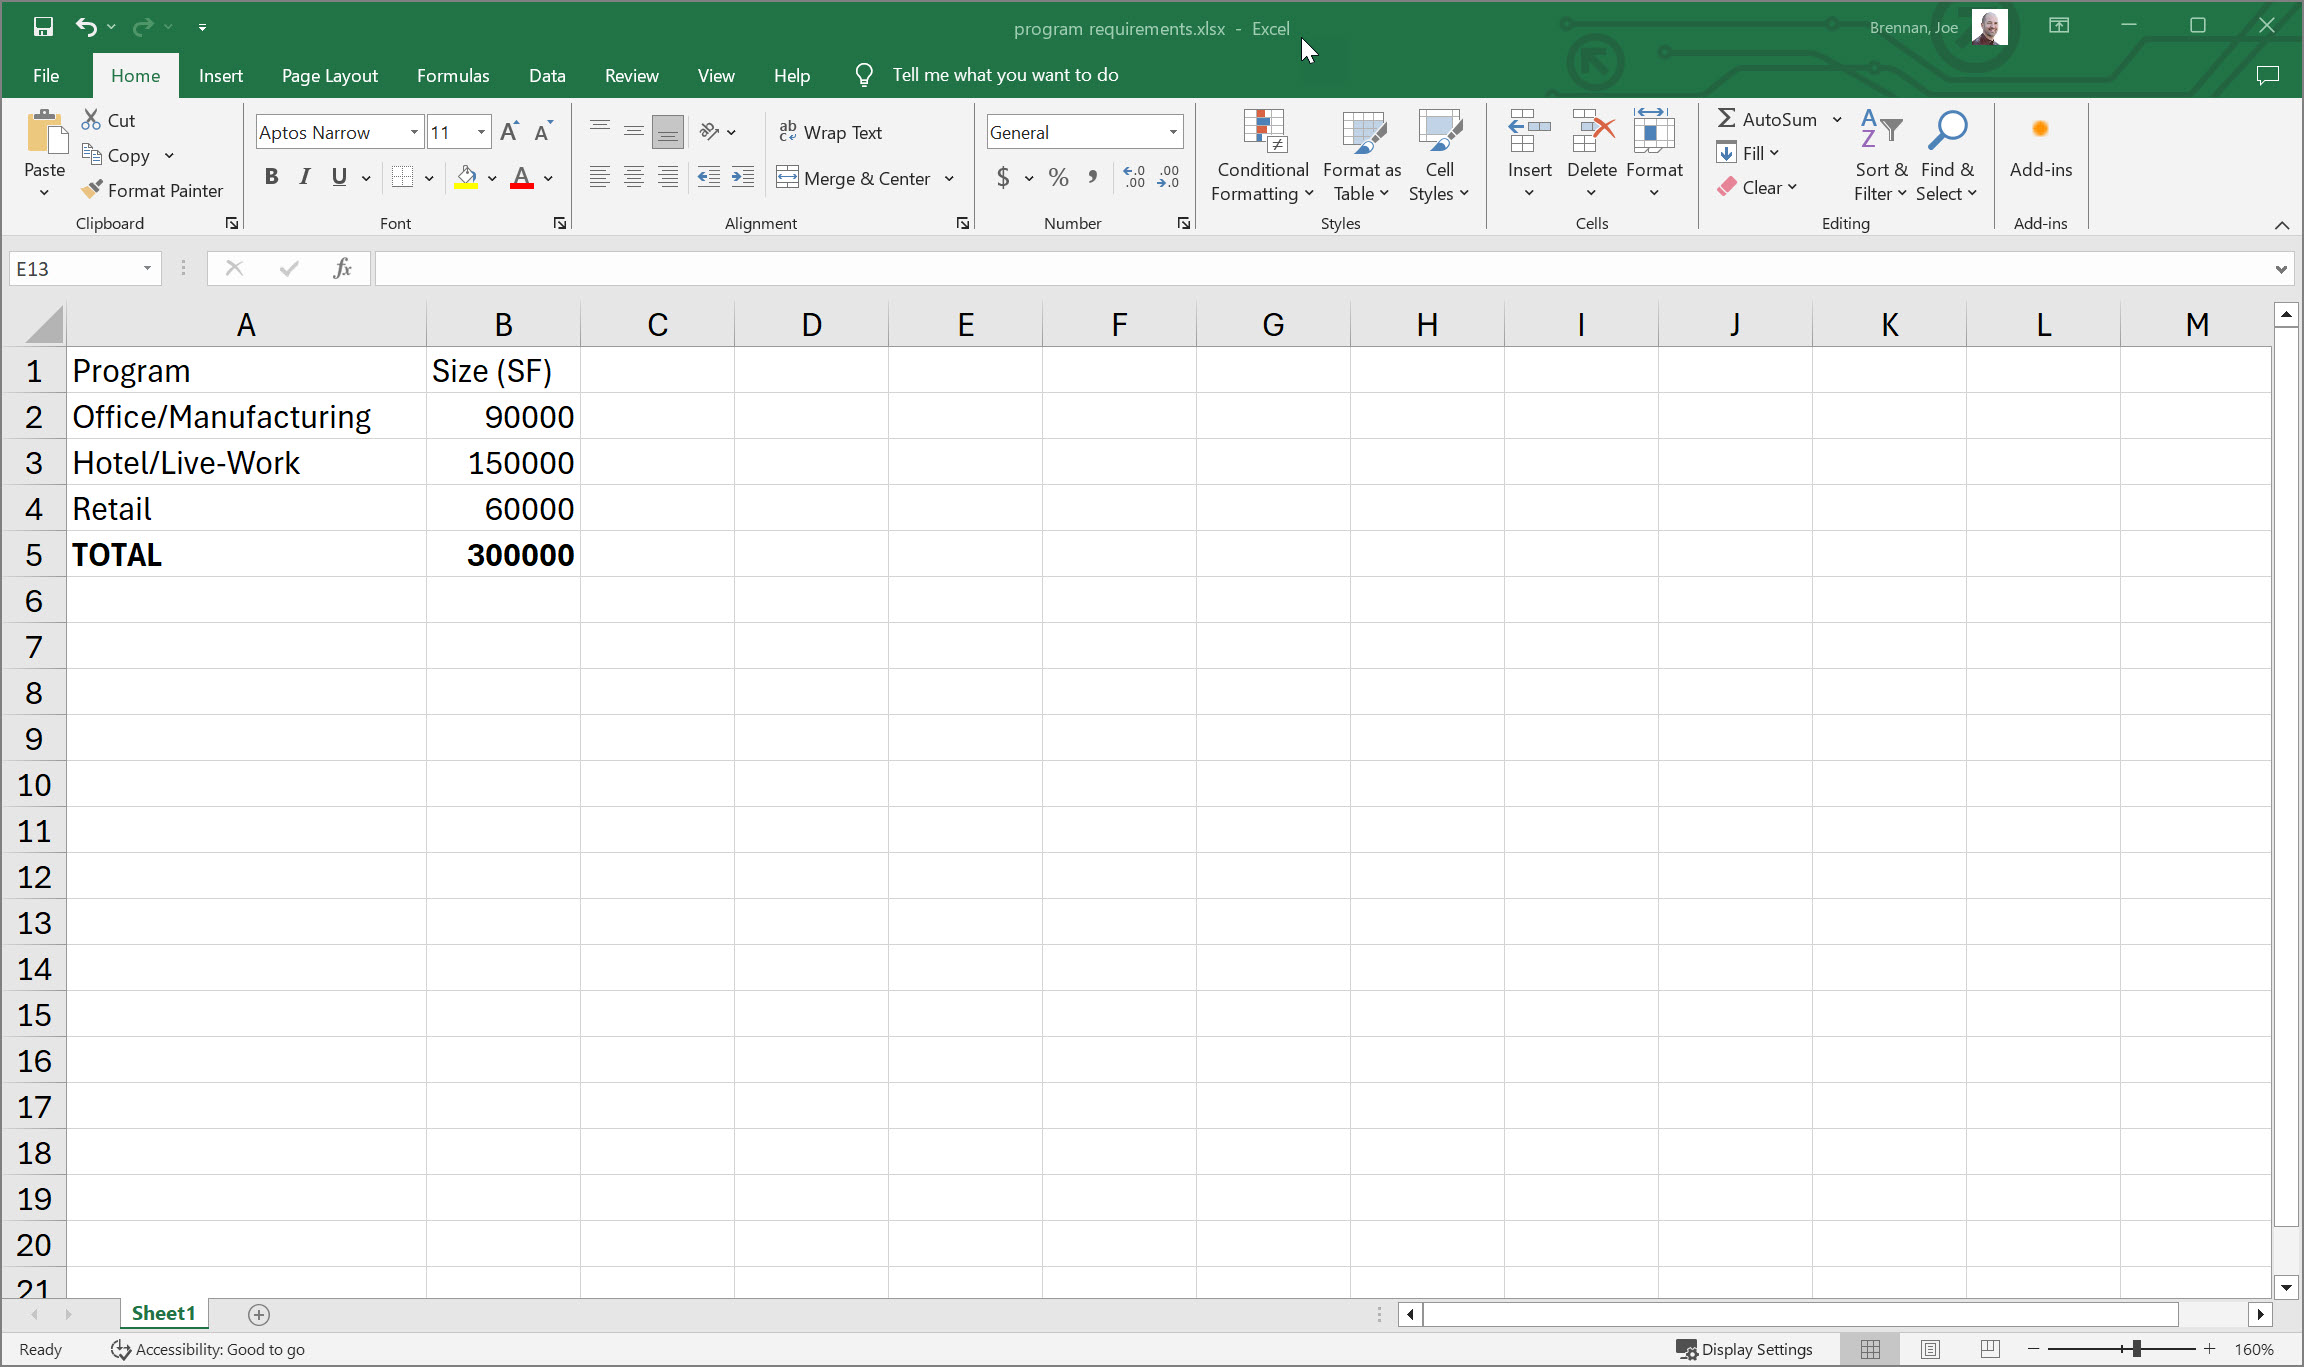 program requirements.xlsx - Excel
Brennan, Joe
File Home Insert Page Layout Formulas Data Review View Help Tell me what you want to do
Paste
Cut
Copy
Format Painter
Clipboard
Aptos Narrow 11
B I U
Font
Wrap Text
Merge & Center
Alignment
General
$ % ,
Number
Conditional Formatting
Format as Table
Cell Styles
Styles
Insert Delete Format
Cells
AutoSum
Fill
Clear
Sort & Filter
Find & Select
Editing
Add-ins
Add-ins
E13 fx
A B C D E F G H I J K L M
1 Program Size (SF)
2 Office/Manufacturing 90000
3 Hotel/Live-Work 150000
4 Retail 60000
5 TOTAL 300000
6
7
8
9
10
11
12
13
14
15
16
17
18
19
20
21
Sheet1
Ready Accessibility: Good to go Display Settings 160%